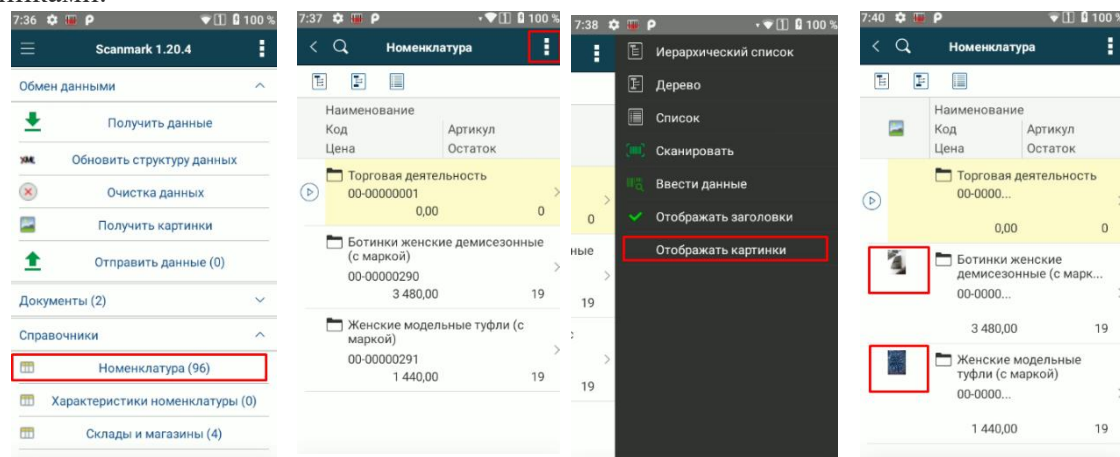 7:36 100 %
Scanmark 1.20.4
Обмен данными
Получить данные
XML Обновить структуру данных
Очистка данных
Получить картинки
Отправить данные (0)
Документы (2)
Справочники
Номенклатура (96)
Характеристики номенклатуры (0)
Склады и магазины (4)
7:37 100 %
Номенклатура
Наименование
Код Артикул
Цена Остаток
Торговая деятельность
00-00000001
0,00 0
Ботинки женские демисезонные
(с маркой)
00-00000290
3 480,00 19
Женские модельные туфли (с
маркой)
00-00000291
1 440,00 19
7:38 100 %
0
19
19
Иерархический список
Дерево
Список
Сканировать
Ввести данные
Отображать заголовки
Отображать картинки
7:40 100 %
Номенклатура
Наименование
Код Артикул
Цена Остаток
Торговая деятельность
00-0000...
0,00 0
Ботинки женские
демисезонные (с марк...
00-0000...
3 480,00 19
Женские модельные
туфли (с маркой)
00-0000...
1 440,00 19